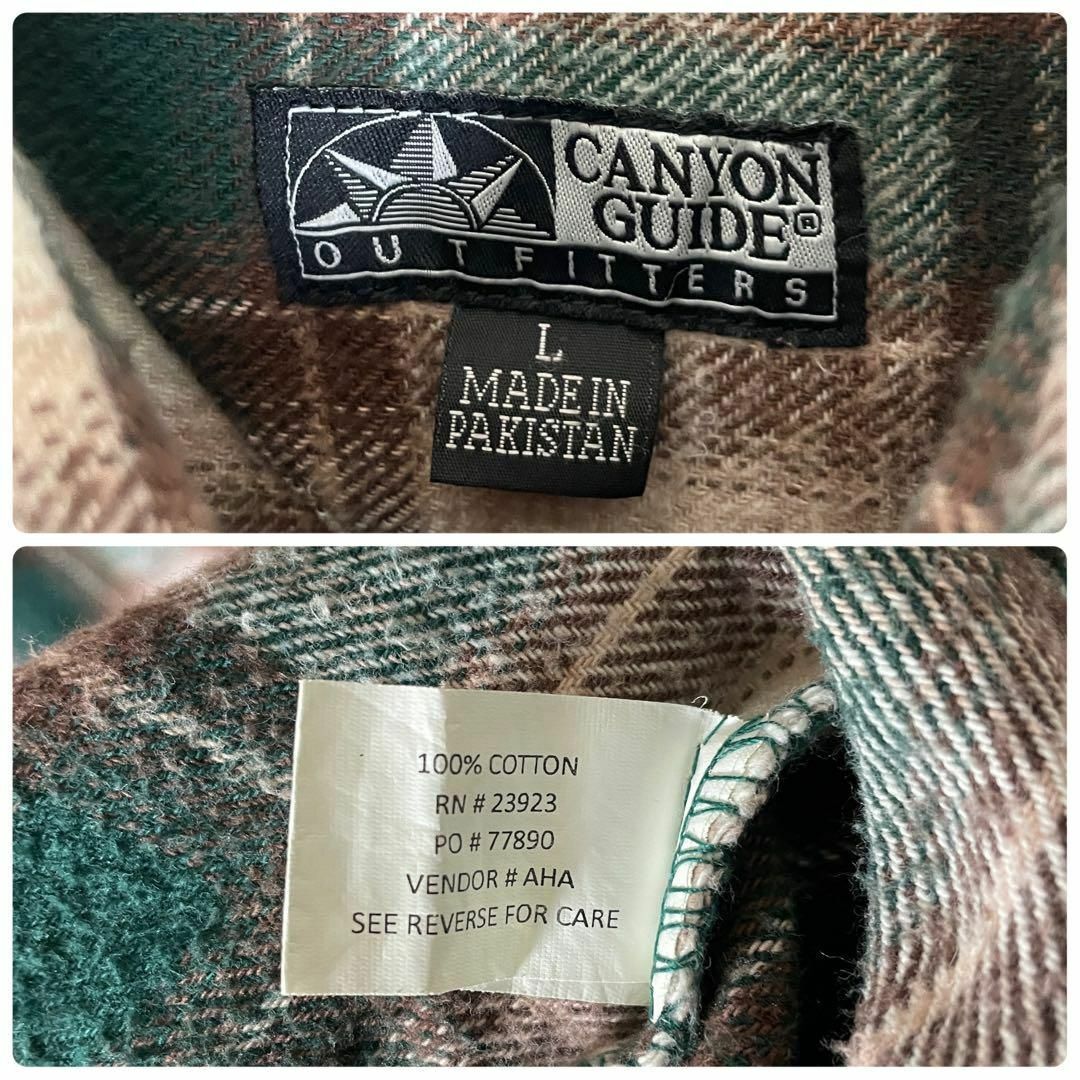 CANYON
GUIDE®
OUTFITTERS
L
MADE IN
PAKISTAN
100% COTTON
RN # 23923
PO # 77890
VENDOR # AHA
SEE REVERSE FOR CARE